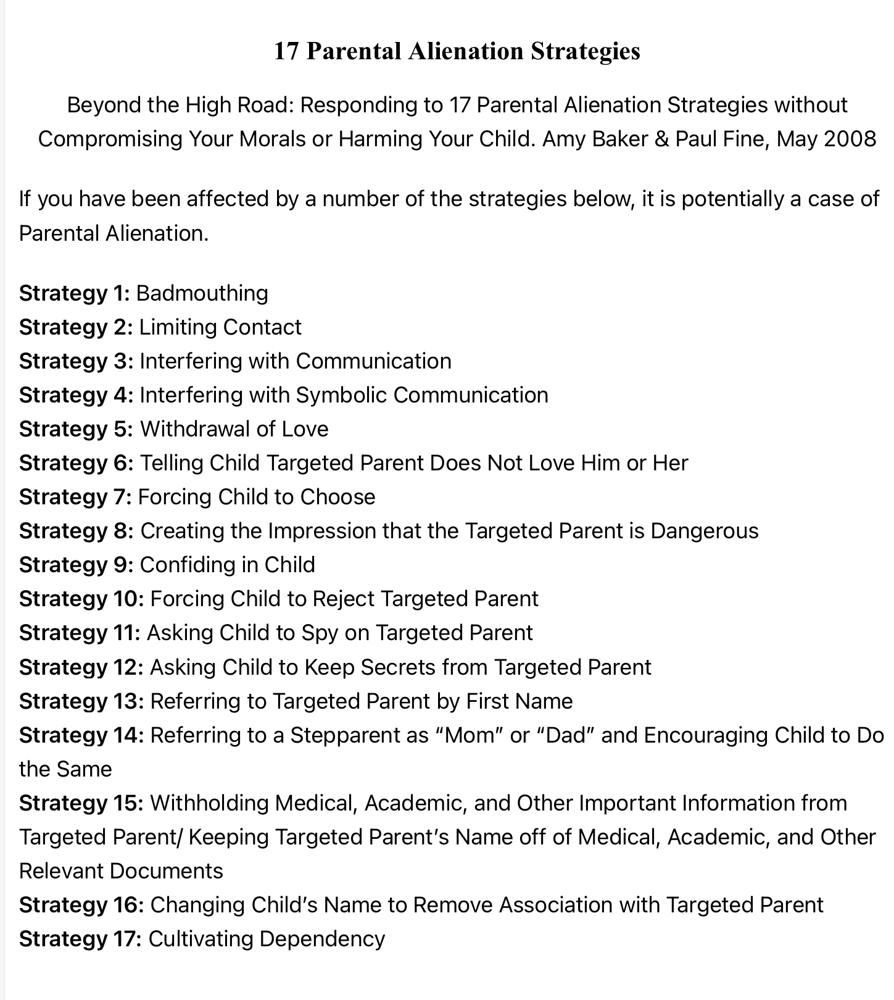 17 Parental Alienation Strategies
Beyond the High Road: Responding to 17 Parental Alienation Strategies without
Compromising Your Morals or Harming Your Child. Amy Baker & Paul Fine, May 2008
If you have been affected by a number of the strategies below, it is potentially a case of
Parental Alienation.
Strategy 1: Badmouthing
Strategy 2: Limiting Contact
Strategy 3: Interfering with Communication
Strategy 4: Interfering with Symbolic Communication
Strategy 5: Withdrawal of Love
Strategy 6: Telling Child Targeted Parent Does Not Love Him or Her
Strategy 7: Forcing Child to Choose
Strategy 8: Creating the Impression that the Targeted Parent is Dangerous
Strategy 9: Confiding in Child
Strategy 10: Forcing Child to Reject Targeted Parent
Strategy 11: Asking Child to Spy on Targeted Parent
Strategy 12: Asking Child to Keep Secrets from Targeted Parent
Strategy 13: Referring to Targeted Parent by First Name
Strategy 14: Referring to a Stepparent as “Mom” or “Dad” and Encouraging Child to Do
the Same
Strategy 15: Withholding Medical, Academic, and Other Important Information from
Targeted Parent/ Keeping Targeted Parent’s Name off of Medical, Academic, and Other
Relevant Documents
Strategy 16: Changing Child’s Name to Remove Association with Targeted Parent
Strategy 17: Cultivating Dependency